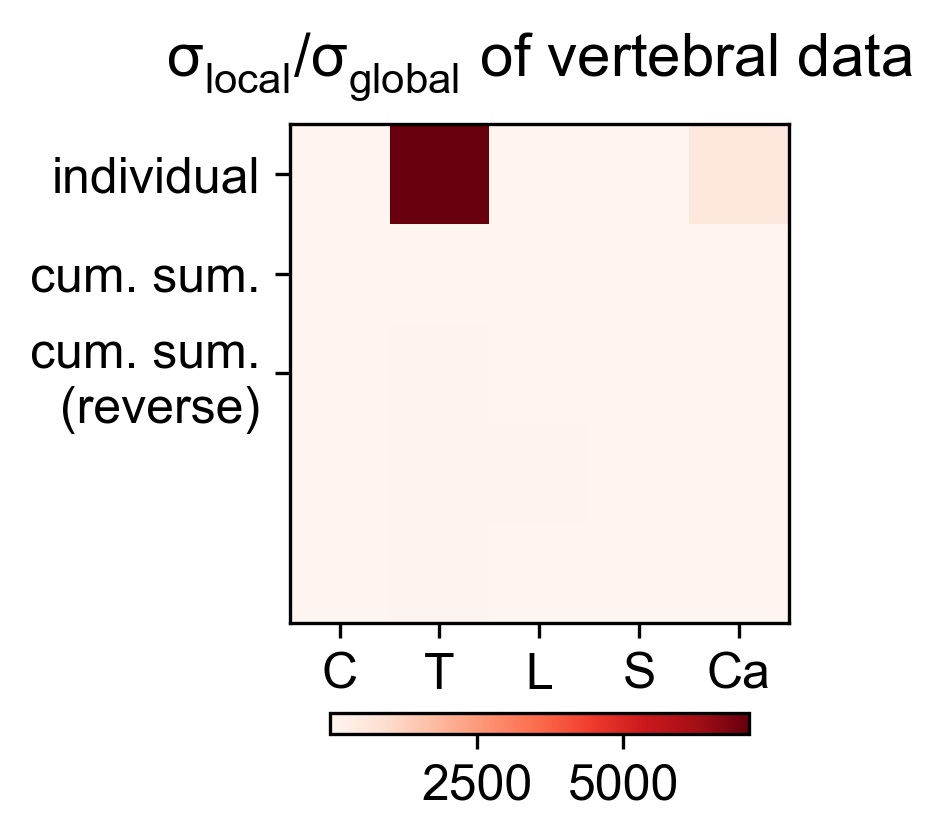 σlocal/σglobal of vertebral data
individual
cum. sum.
cum. sum.
(reverse)
C T L S Ca
2500 5000